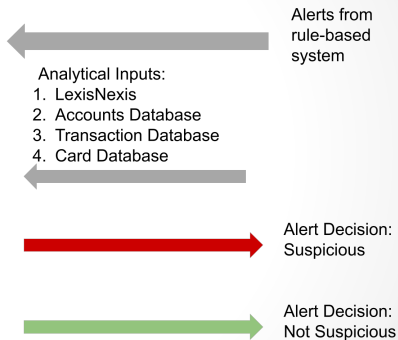 Alerts from
rule-based
system
Analytical Inputs:
1. LexisNexis
2. Accounts Database
3. Transaction Database
4. Card Database
Alert Decision:
Suspicious
Alert Decision:
Not Suspicious